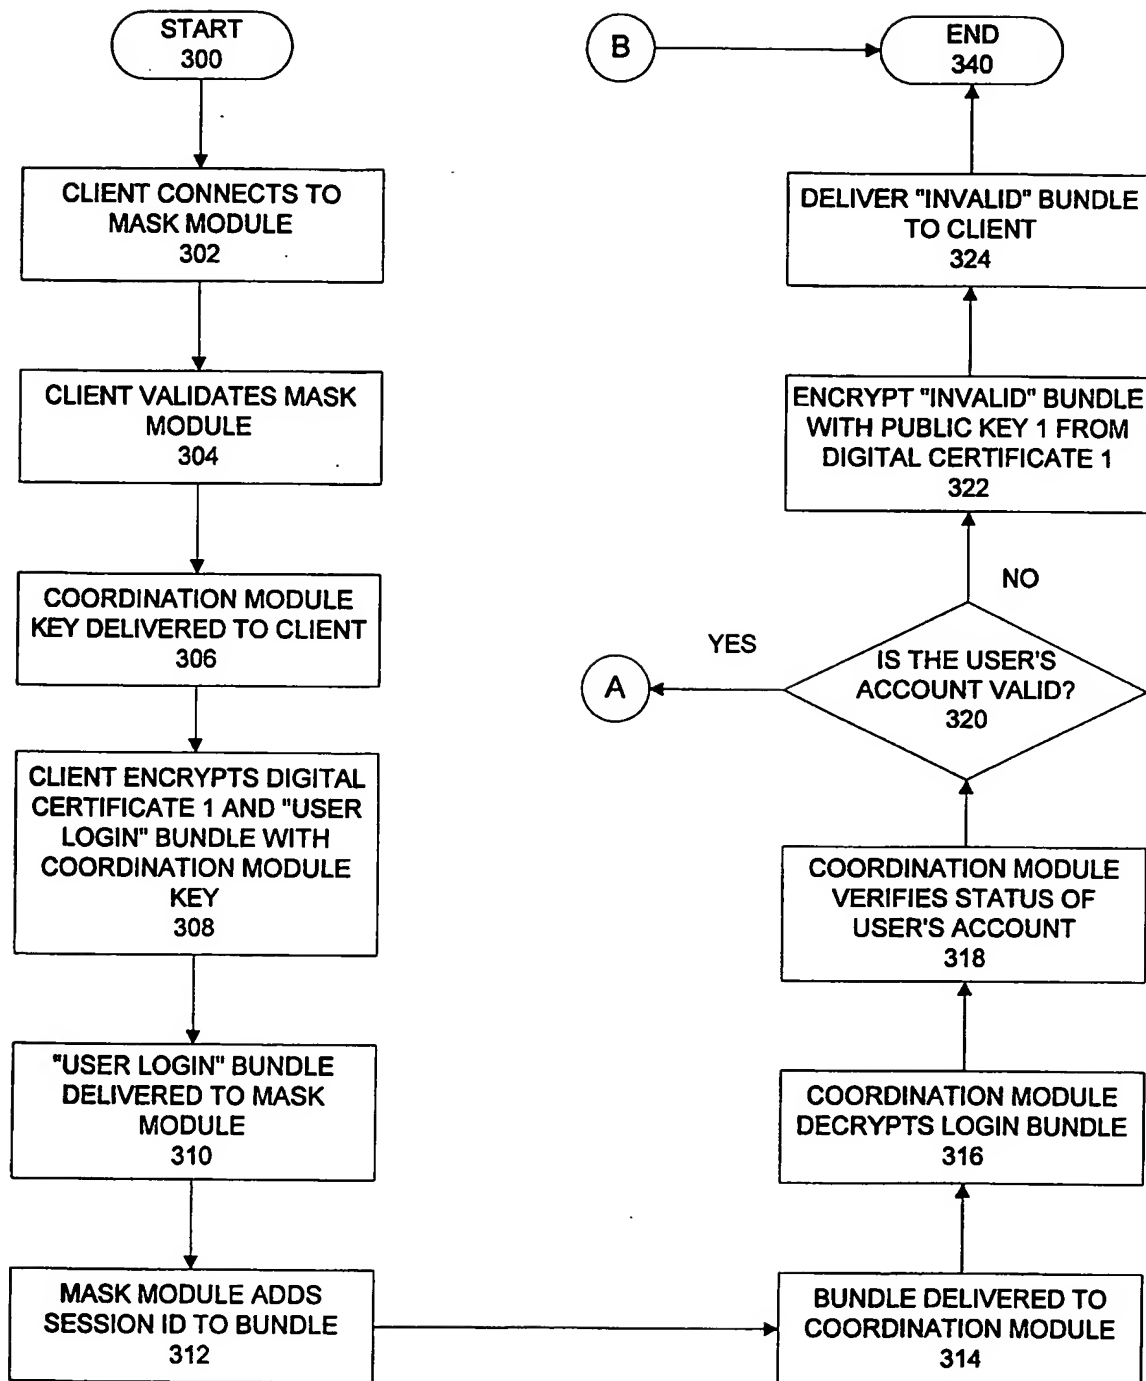 START
300
CLIENT CONNECTS TO
MASK MODULE
302
CLIENT VALIDATES MASK
MODULE
304
COORDINATION MODULE
KEY DELIVERED TO CLIENT
306
CLIENT ENCRYPTS DIGITAL
CERTIFICATE 1 AND "USER
LOGIN" BUNDLE WITH
COORDINATION MODULE
KEY
308
"USER LOGIN" BUNDLE
DELIVERED TO MASK
MODULE
310
MASK MODULE ADDS
SESSION ID TO BUNDLE
312
BUNDLE DELIVERED TO
COORDINATION MODULE
314
COORDINATION MODULE
DECRYPTS LOGIN BUNDLE
316
COORDINATION MODULE
VERIFIES STATUS OF
USER'S ACCOUNT
318
IS THE USER'S
ACCOUNT VALID?
320
YES
A
NO
ENCRYPT "INVALID" BUNDLE
WITH PUBLIC KEY 1 FROM
DIGITAL CERTIFICATE 1
322
DELIVER "INVALID" BUNDLE
TO CLIENT
324
B
END
340